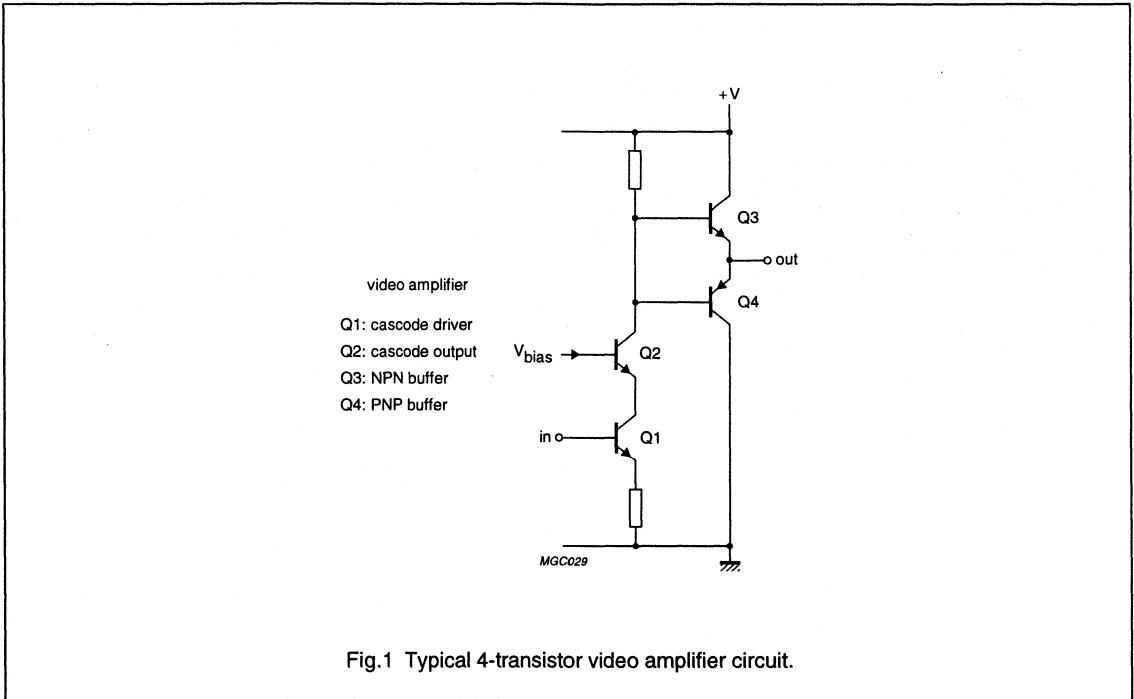 +V
Q3
out
video amplifier
Q4
Q1: cascode driver
Q2: cascode output
Vbias
Q2
Q3: NPN buffer
Q4: PNP buffer
in
Q1
MGC029
Fig.1 Typical 4-transistor video amplifier circuit.